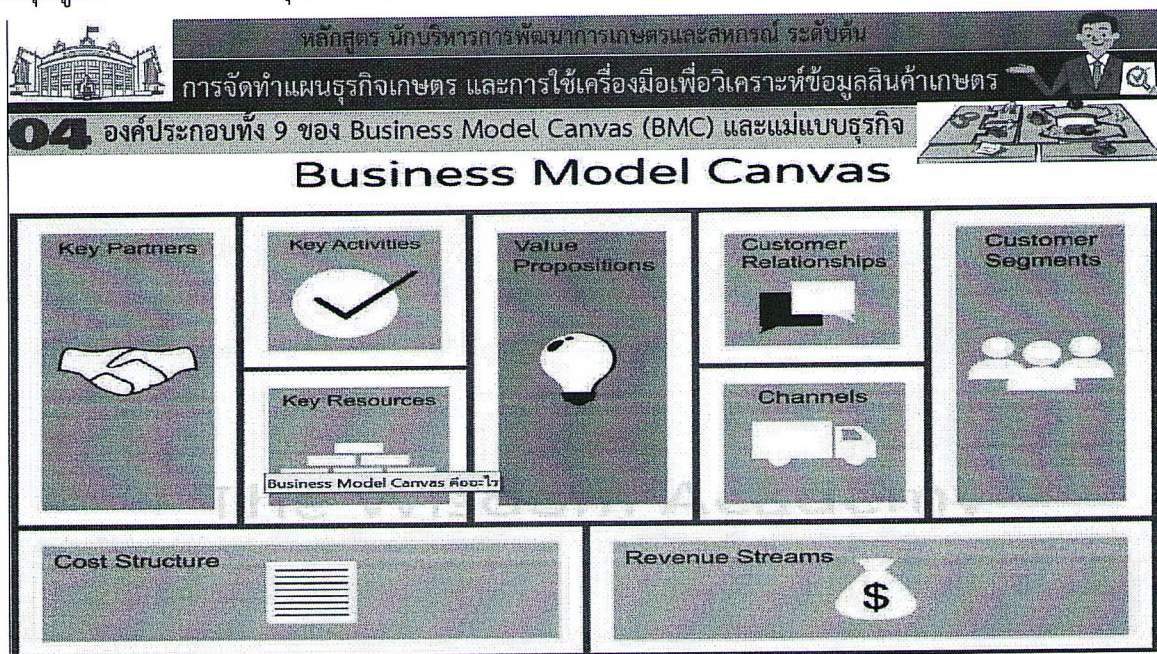 หลักสูตร นักบริหารการพัฒนาการเกษตรและสหกรณ์ ระดับต้น
การจัดทำแผนธุรกิจเกษตร และการใช้เครื่องมือเพื่อวิเคราะห์ข้อมูลสินค้าเกษตร
04 องค์ประกอบทั้ง 9 ของ Business Model Canvas (BMC) และแม่แบบธุรกิจ
Business Model Canvas
Key Partners
Key Activities
Key Resources
Business Model Canvas คืออะไร
Value
Propositions
Customer
Relationships
Channels
Customer
Segments
Cost Structure
Revenue Streams
$